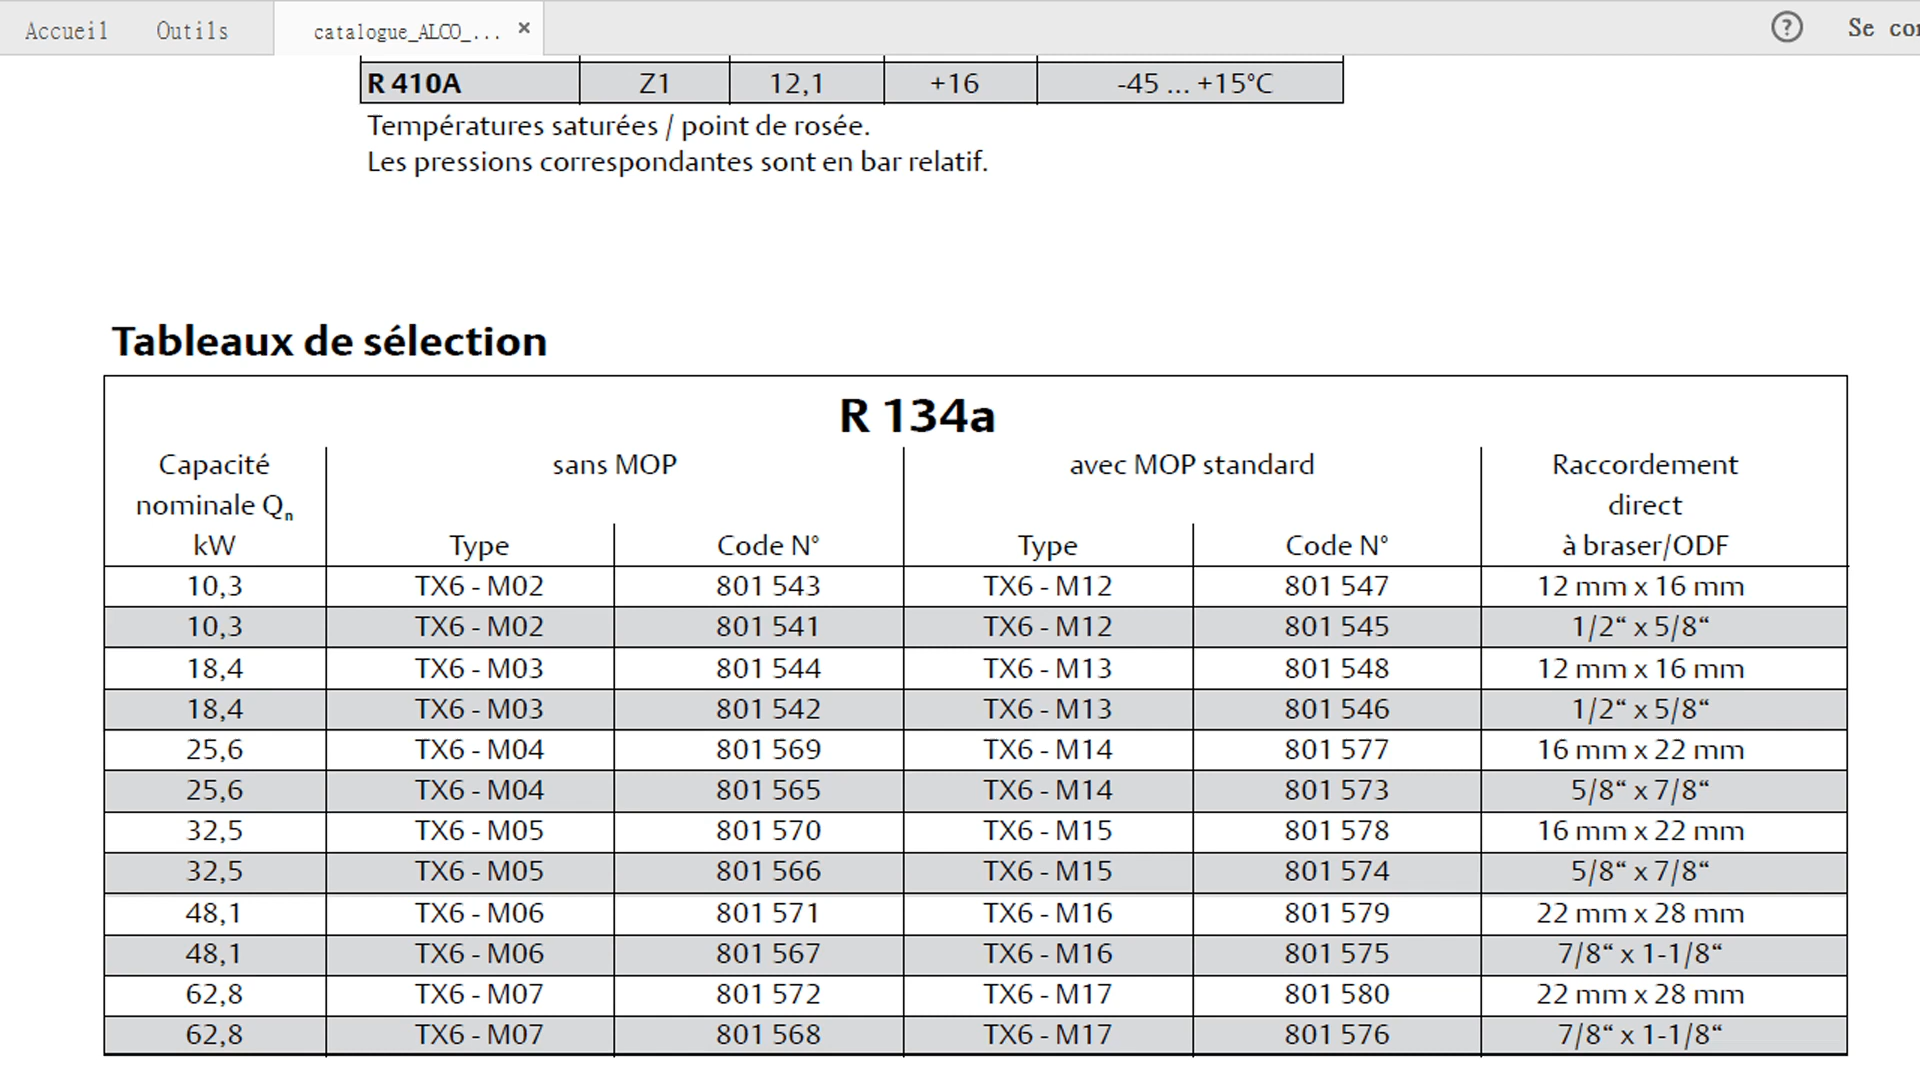 Accueil Outils catalogue_ALCO_... × ? Se con
R 410A Z1 12,1 +16 -45 ... +15°C
Températures saturées / point de rosée.
Les pressions correspondantes sont en bar relatif.
Tableaux de sélection
R 134a
Capacité sans MOP avec MOP standard Raccordement
nominale Qn direct
kW Type Code N° Type Code N° à braser/ODF
10,3 TX6 - M02 801 543 TX6 - M12 801 547 12 mm x 16 mm
10,3 TX6 - M02 801 541 TX6 - M12 801 545 1/2“ x 5/8“
18,4 TX6 - M03 801 544 TX6 - M13 801 548 12 mm x 16 mm
18,4 TX6 - M03 801 542 TX6 - M13 801 546 1/2“ x 5/8“
25,6 TX6 - M04 801 569 TX6 - M14 801 577 16 mm x 22 mm
25,6 TX6 - M04 801 565 TX6 - M14 801 573 5/8“ x 7/8“
32,5 TX6 - M05 801 570 TX6 - M15 801 578 16 mm x 22 mm
32,5 TX6 - M05 801 566 TX6 - M15 801 574 5/8“ x 7/8“
48,1 TX6 - M06 801 571 TX6 - M16 801 579 22 mm x 28 mm
48,1 TX6 - M06 801 567 TX6 - M16 801 575 7/8“ x 1-1/8“
62,8 TX6 - M07 801 572 TX6 - M17 801 580 22 mm x 28 mm
62,8 TX6 - M07 801 568 TX6 - M17 801 576 7/8“ x 1-1/8“